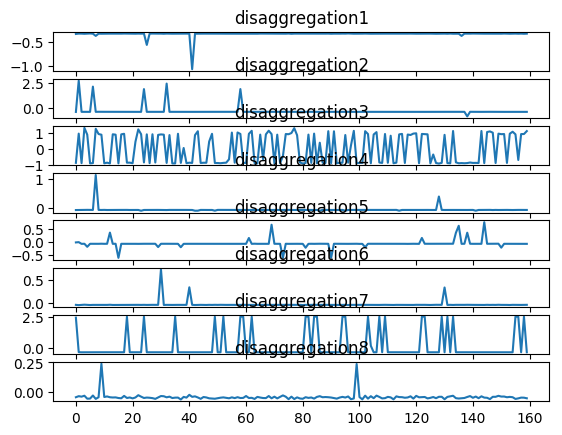 disaggregation1
−0.5
−1.0
disaggregation2
2.5
0.0
disaggregation3
1
0
−1
disaggregation4
1
0
disaggregation5
0.5
0.0
−0.5
disaggregation6
0.5
0.0
disaggregation7
2.5
0.0
disaggregation8
0.25
0.00
0 20 40 60 80 100 120 140 160